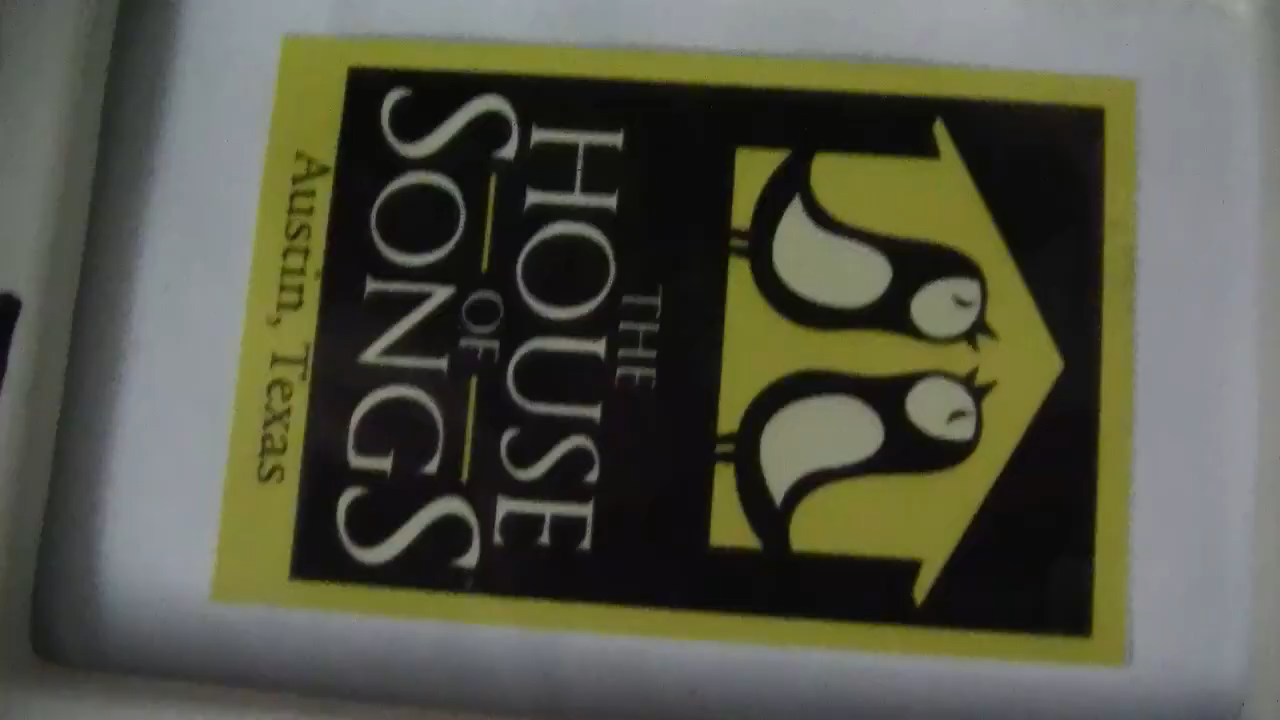 THE
HOUSE
OF
SONGS
Austin, Texas